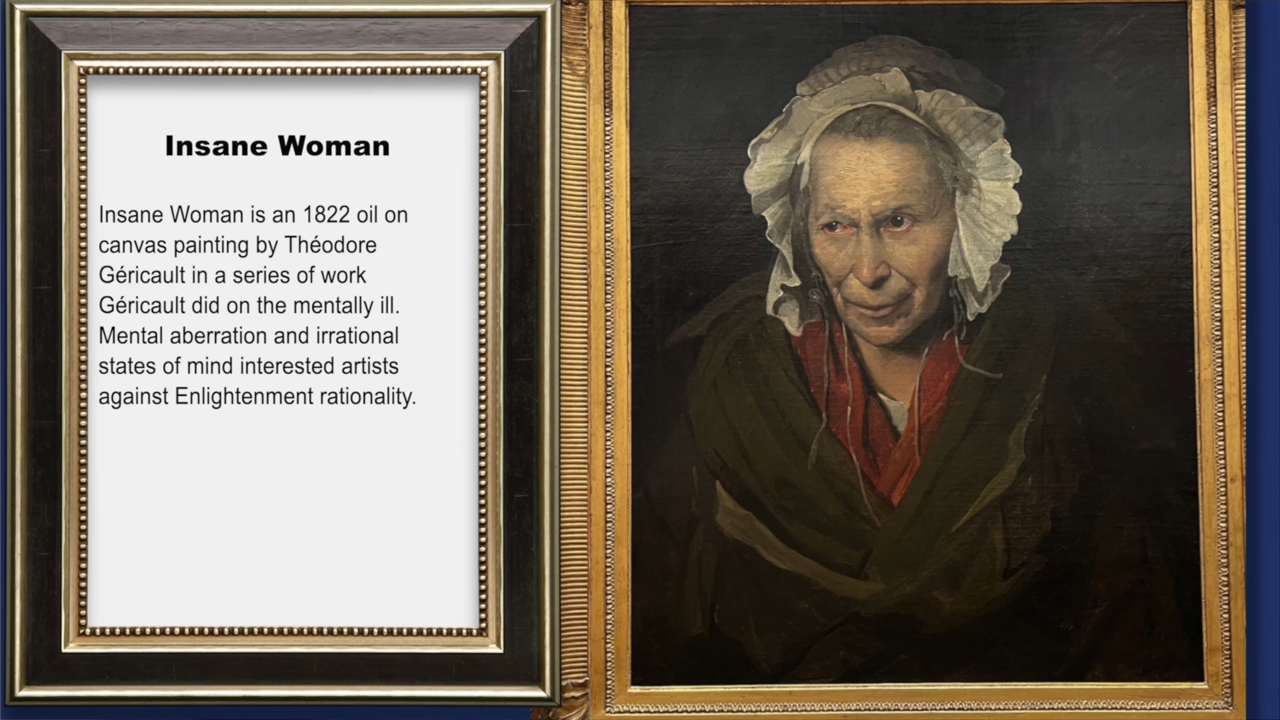 Insane Woman
Insane Woman is an 1822 oil on
canvas painting by Théodore
Géricault in a series of work
Géricault did on the mentally ill.
Mental aberration and irrational
states of mind interested artists
against Enlightenment rationality.